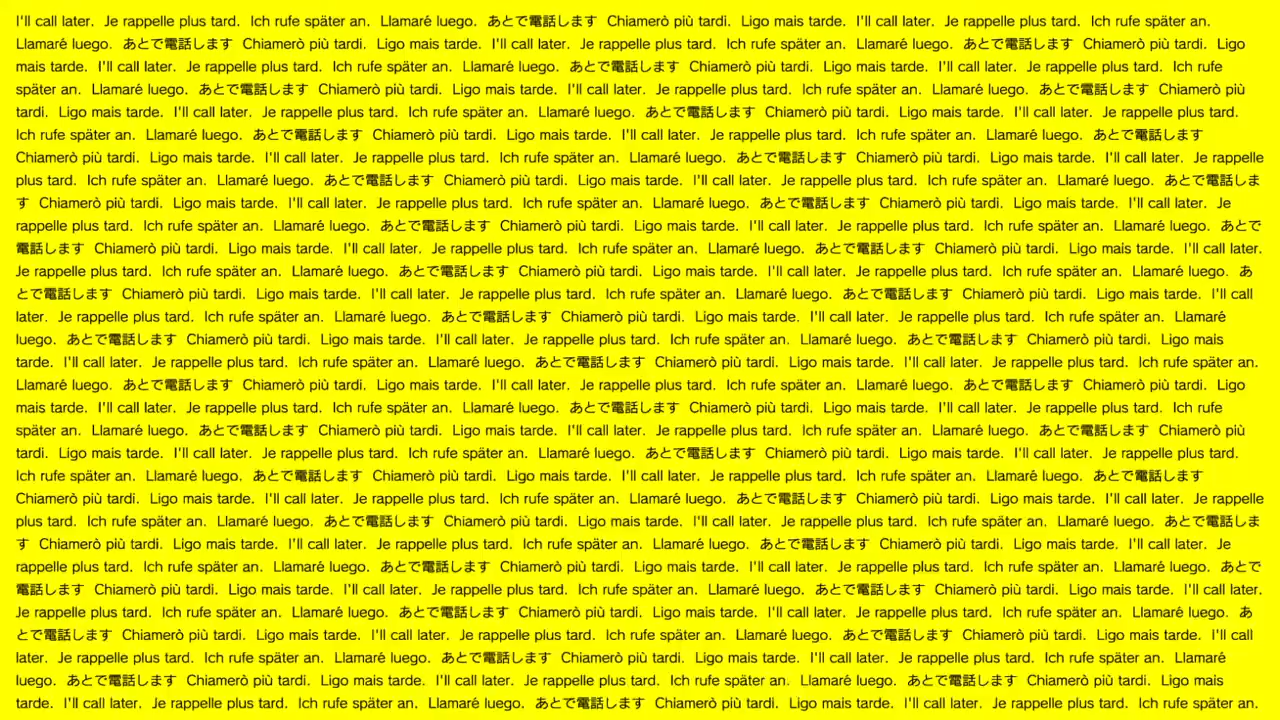 I'll call later.  Je rappelle plus tard.  Ich rufe später an.  Llamaré luego.  あとで電話します  Chiamerò più tardi.  Ligo mais tarde.  I'll call later.  Je rappelle plus tard.  Ich rufe später an.
Llamaré luego.  あとで電話します  Chiamerò più tardi.  Ligo mais tarde.  I'll call later.  Je rappelle plus tard.  Ich rufe später an.  Llamaré luego.  あとで電話します  Chiamerò più tardi.  Ligo
mais tarde.  I'll call later.  Je rappelle plus tard.  Ich rufe später an.  Llamaré luego.  あとで電話します  Chiamerò più tardi.  Ligo mais tarde.  I'll call later.  Je rappelle plus tard.  Ich rufe
später an.  Llamaré luego.  あとで電話します  Chiamerò più tardi.  Ligo mais tarde.  I'll call later.  Je rappelle plus tard.  Ich rufe später an.  Llamaré luego.  あとで電話します  Chiamerò più
tardi.  Ligo mais tarde.  I'll call later.  Je rappelle plus tard.  Ich rufe später an.  Llamaré luego.  あとで電話します  Chiamerò più tardi.  Ligo mais tarde.  I'll call later.  Je rappelle plus tard.
Ich rufe später an.  Llamaré luego.  あとで電話します  Chiamerò più tardi.  Ligo mais tarde.  I'll call later.  Je rappelle plus tard.  Ich rufe später an.  Llamaré luego.  あとで電話します
Chiamerò più tardi.  Ligo mais tarde.  I'll call later.  Je rappelle plus tard.  Ich rufe später an.  Llamaré luego.  あとで電話します  Chiamerò più tardi.  Ligo mais tarde.  I'll call later.  Je rappelle
plus tard.  Ich rufe später an.  Llamaré luego.  あとで電話します  Chiamerò più tardi.  Ligo mais tarde.  I'll call later.  Je rappelle plus tard.  Ich rufe später an.  Llamaré luego.  あとで電話しま
す  Chiamerò più tardi.  Ligo mais tarde.  I'll call later.  Je rappelle plus tard.  Ich rufe später an.  Llamaré luego.  あとで電話します  Chiamerò più tardi.  Ligo mais tarde.  I'll call later.  Je
rappelle plus tard.  Ich rufe später an.  Llamaré luego.  あとで電話します  Chiamerò più tardi.  Ligo mais tarde.  I'll call later.  Je rappelle plus tard.  Ich rufe später an.  Llamaré luego.  あとで
電話します  Chiamerò più tardi.  Ligo mais tarde.  I'll call later.  Je rappelle plus tard.  Ich rufe später an.  Llamaré luego.  あとで電話します  Chiamerò più tardi.  Ligo mais tarde.  I'll call later.
Je rappelle plus tard.  Ich rufe später an.  Llamaré luego.  あとで電話します  Chiamerò più tardi.  Ligo mais tarde.  I'll call later.  Je rappelle plus tard.  Ich rufe später an.  Llamaré luego.  あ
とで電話します  Chiamerò più tardi.  Ligo mais tarde.  I'll call later.  Je rappelle plus tard.  Ich rufe später an.  Llamaré luego.  あとで電話します  Chiamerò più tardi.  Ligo mais tarde.  I'll call
later.  Je rappelle plus tard.  Ich rufe später an.  Llamaré luego.  あとで電話します  Chiamerò più tardi.  Ligo mais tarde.  I'll call later.  Je rappelle plus tard.  Ich rufe später an.  Llamaré
luego.  あとで電話します  Chiamerò più tardi.  Ligo mais tarde.  I'll call later.  Je rappelle plus tard.  Ich rufe später an.  Llamaré luego.  あとで電話します  Chiamerò più tardi.  Ligo mais
tarde.  I'll call later.  Je rappelle plus tard.  Ich rufe später an.  Llamaré luego.  あとで電話します  Chiamerò più tardi.  Ligo mais tarde.  I'll call later.  Je rappelle plus tard.  Ich rufe später an.
Llamaré luego.  あとで電話します  Chiamerò più tardi.  Ligo mais tarde.  I'll call later.  Je rappelle plus tard.  Ich rufe später an.  Llamaré luego.  あとで電話します  Chiamerò più tardi.  Ligo
mais tarde.  I'll call later.  Je rappelle plus tard.  Ich rufe später an.  Llamaré luego.  あとで電話します  Chiamerò più tardi.  Ligo mais tarde.  I'll call later.  Je rappelle plus tard.  Ich rufe
später an.  Llamaré luego.  あとで電話します  Chiamerò più tardi.  Ligo mais tarde.  I'll call later.  Je rappelle plus tard.  Ich rufe später an.  Llamaré luego.  あとで電話します  Chiamerò più
tardi.  Ligo mais tarde.  I'll call later.  Je rappelle plus tard.  Ich rufe später an.  Llamaré luego.  あとで電話します  Chiamerò più tardi.  Ligo mais tarde.  I'll call later.  Je rappelle plus tard.
Ich rufe später an.  Llamaré luego.  あとで電話します  Chiamerò più tardi.  Ligo mais tarde.  I'll call later.  Je rappelle plus tard.  Ich rufe später an.  Llamaré luego.  あとで電話します
Chiamerò più tardi.  Ligo mais tarde.  I'll call later.  Je rappelle plus tard.  Ich rufe später an.  Llamaré luego.  あとで電話します  Chiamerò più tardi.  Ligo mais tarde.  I'll call later.  Je rappelle
plus tard.  Ich rufe später an.  Llamaré luego.  あとで電話します  Chiamerò più tardi.  Ligo mais tarde.  I'll call later.  Je rappelle plus tard.  Ich rufe später an.  Llamaré luego.  あとで電話しま
す  Chiamerò più tardi.  Ligo mais tarde.  I'll call later.  Je rappelle plus tard.  Ich rufe später an.  Llamaré luego.  あとで電話します  Chiamerò più tardi.  Ligo mais tarde.  I'll call later.  Je
rappelle plus tard.  Ich rufe später an.  Llamaré luego.  あとで電話します  Chiamerò più tardi.  Ligo mais tarde.  I'll call later.  Je rappelle plus tard.  Ich rufe später an.  Llamaré luego.  あとで
電話します  Chiamerò più tardi.  Ligo mais tarde.  I'll call later.  Je rappelle plus tard.  Ich rufe später an.  Llamaré luego.  あとで電話します  Chiamerò più tardi.  Ligo mais tarde.  I'll call later.
Je rappelle plus tard.  Ich rufe später an.  Llamaré luego.  あとで電話します  Chiamerò più tardi.  Ligo mais tarde.  I'll call later.  Je rappelle plus tard.  Ich rufe später an.  Llamaré luego.  あ
とで電話します  Chiamerò più tardi.  Ligo mais tarde.  I'll call later.  Je rappelle plus tard.  Ich rufe später an.  Llamaré luego.  あとで電話します  Chiamerò più tardi.  Ligo mais tarde.  I'll call
later.  Je rappelle plus tard.  Ich rufe später an.  Llamaré luego.  あとで電話します  Chiamerò più tardi.  Ligo mais tarde.  I'll call later.  Je rappelle plus tard.  Ich rufe später an.  Llamaré
luego.  あとで電話します  Chiamerò più tardi.  Ligo mais tarde.  I'll call later.  Je rappelle plus tard.  Ich rufe später an.  Llamaré luego.  あとで電話します  Chiamerò più tardi.  Ligo mais
tarde.  I'll call later.  Je rappelle plus tard.  Ich rufe später an.  Llamaré luego.  あとで電話します  Chiamerò più tardi.  Ligo mais tarde.  I'll call later.  Je rappelle plus tard.  Ich rufe später an.